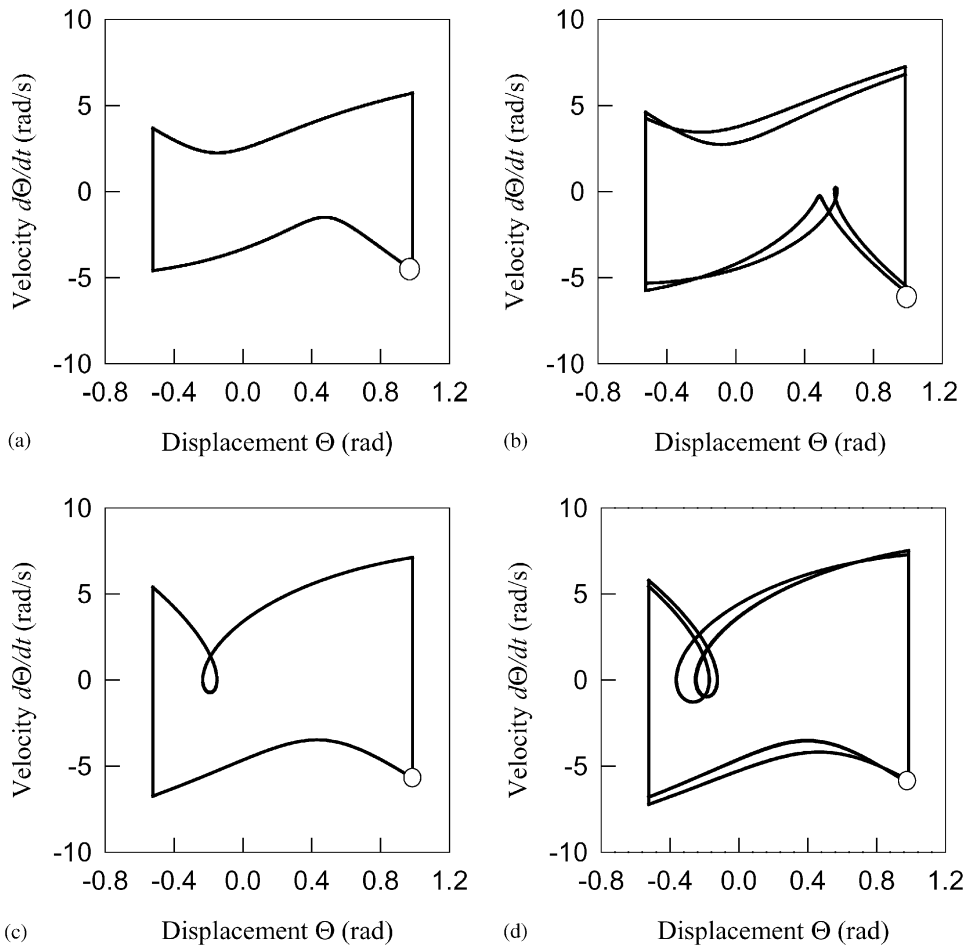 10
5
0
-5
-10
-0.8 -0.4 0.0 0.4 0.8 1.2
Velocity dΘ/dt (rad/s)
Displacement Θ (rad)
(a)
10
5
0
-5
-10
-0.8 -0.4 0.0 0.4 0.8 1.2
Velocity dΘ/dt (rad/s)
Displacement Θ (rad)
(b)
10
5
0
-5
-10
-0.8 -0.4 0.0 0.4 0.8 1.2
Velocity dΘ/dt (rad/s)
Displacement Θ (rad)
(c)
10
5
0
-5
-10
-0.8 -0.4 0.0 0.4 0.8 1.2
Velocity dΘ/dt (rad/s)
Displacement Θ (rad)
(d)